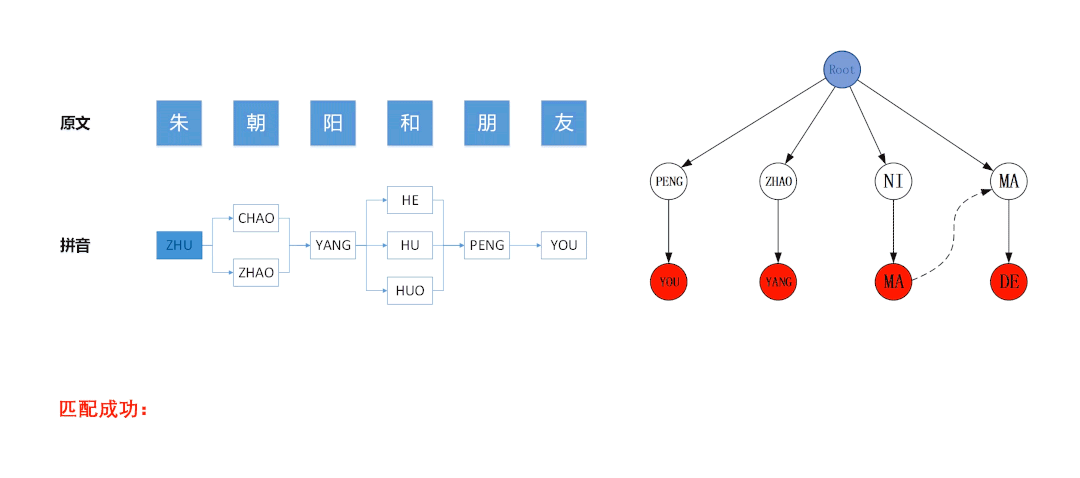 原文 朱 朝 阳 和 朋 友
拼音 ZHU CHAO ZHAO YANG HE HU HUO PENG YOU
匹配成功：
Root
PENG ZHAO NI MA
YOU YANG MA DE